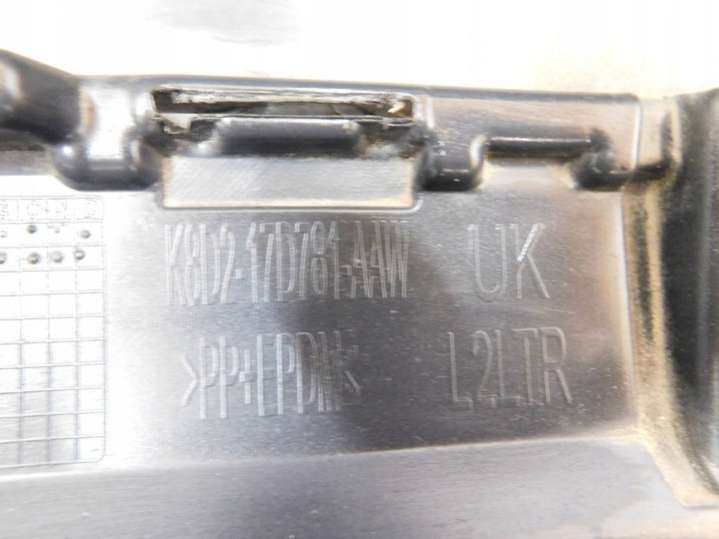 K8D2-17D781-AAW
UK
>PP+EPDM<
L2LTR